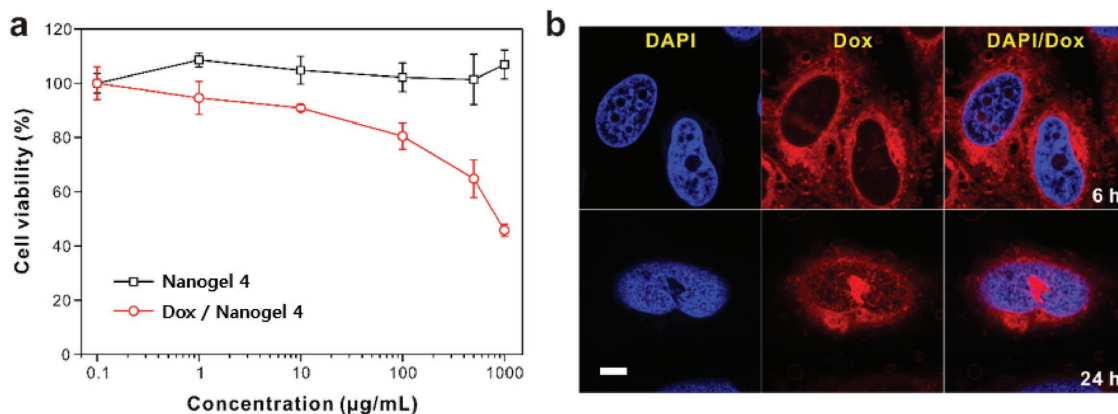 a
120
100
80
60
40
20
0
Cell viability (%)
Nanogel 4
Dox / Nanogel 4
0.1 1 10 100 1000
Concentration (µg/mL)
b
DAPI Dox DAPI/Dox
6 h
24 h